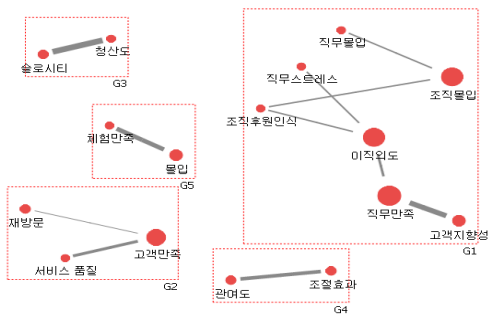 청산도
슬로시티
G3
체험만족
몰입
G5
재방문
고객만족
서비스 품질
G2
직무몰입
직무스트레스
조직몰입
조직후원인식
이직의도
직무만족
고객지향성
G1
관여도
조절효과
G4